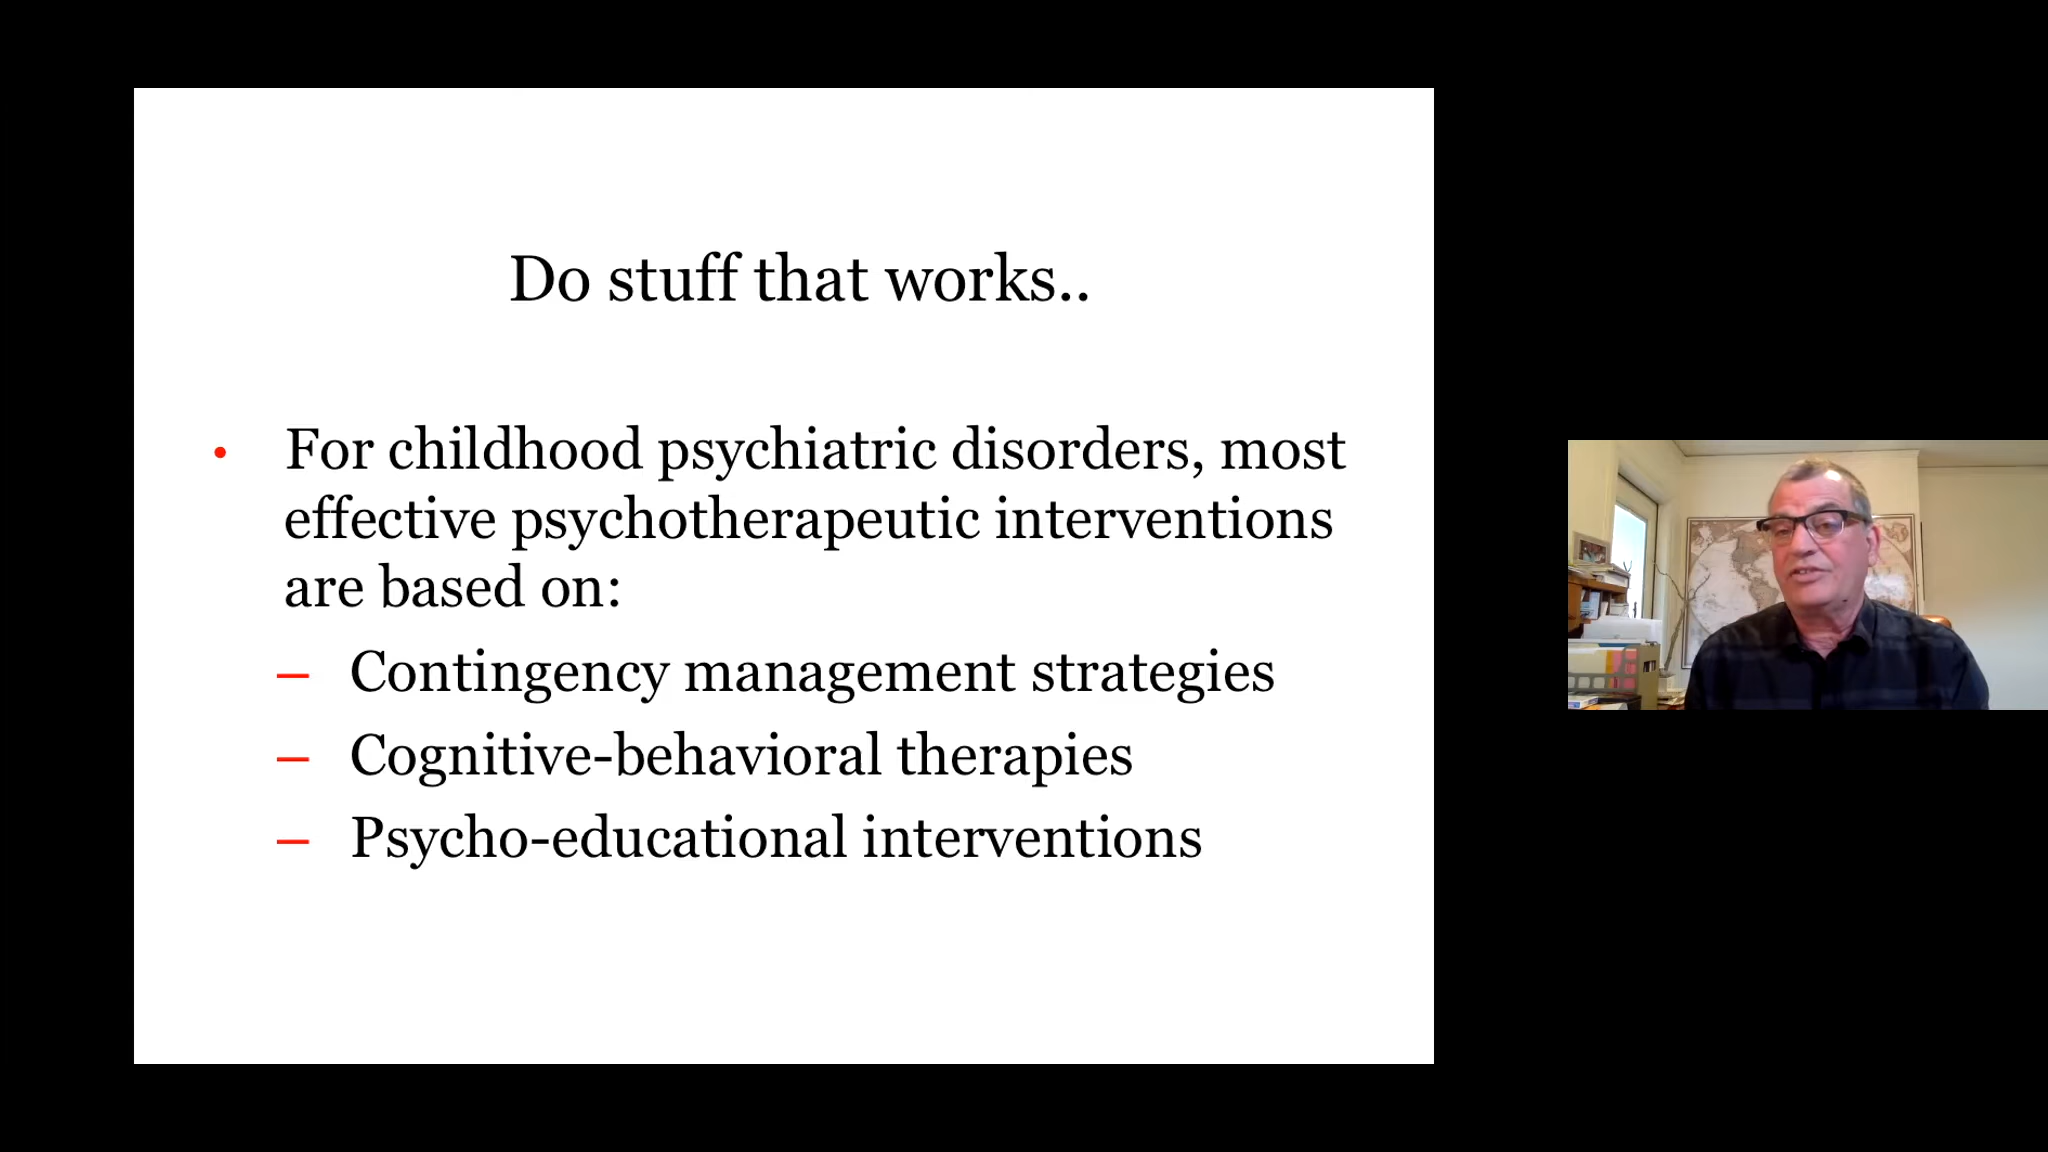 Do stuff that works..
• For childhood psychiatric disorders, most
effective psychotherapeutic interventions
are based on:
– Contingency management strategies
– Cognitive-behavioral therapies
– Psycho-educational interventions